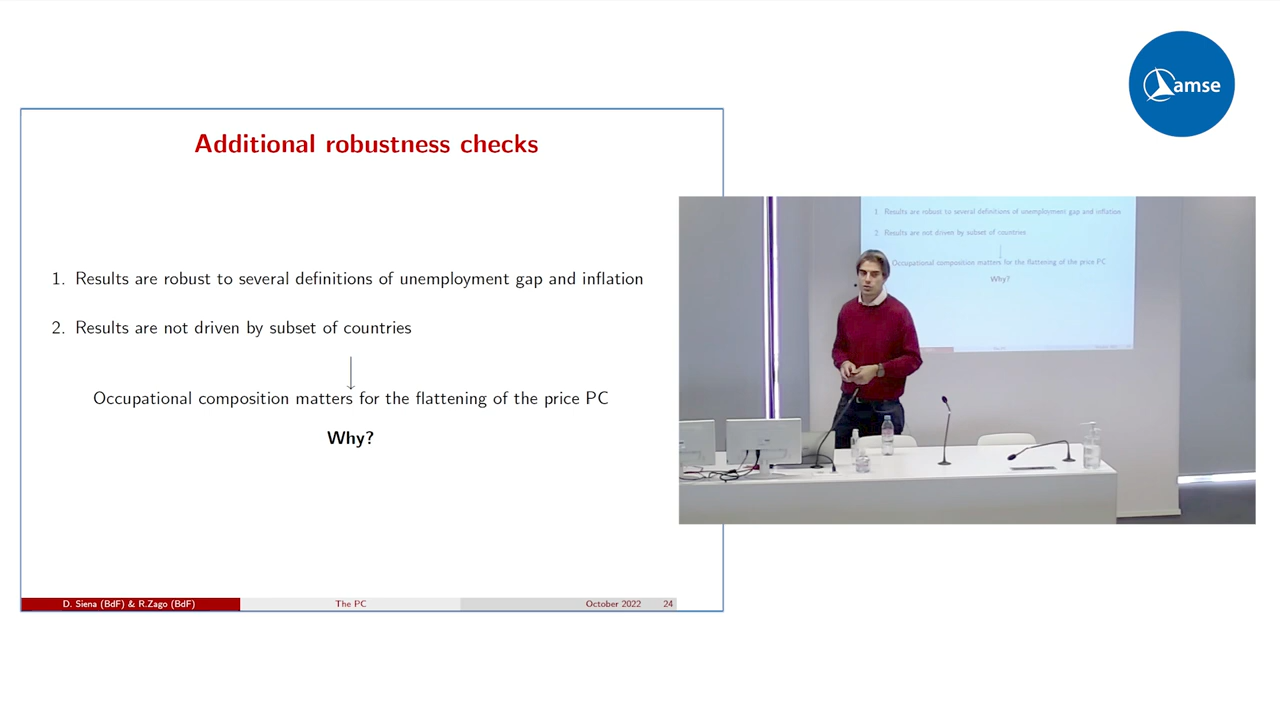 amse
Additional robustness checks
1. Results are robust to several definitions of unemployment gap and inflation
2. Results are not driven by subset of countries
Occupational composition matters for the flattening of the price PC
Why?
D. Siena (BdF) & R.Zago (BdF)
The PC
October 2022
24
1 Results are robust to several definitions of unemployment gap and inflation
2 Results are not driven by subset of countries
Occupational composition matters for the flattening of the price PC
Why?